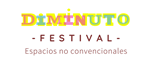 DIMINUTO
- FESTIVAL -
Espacios no convencionales